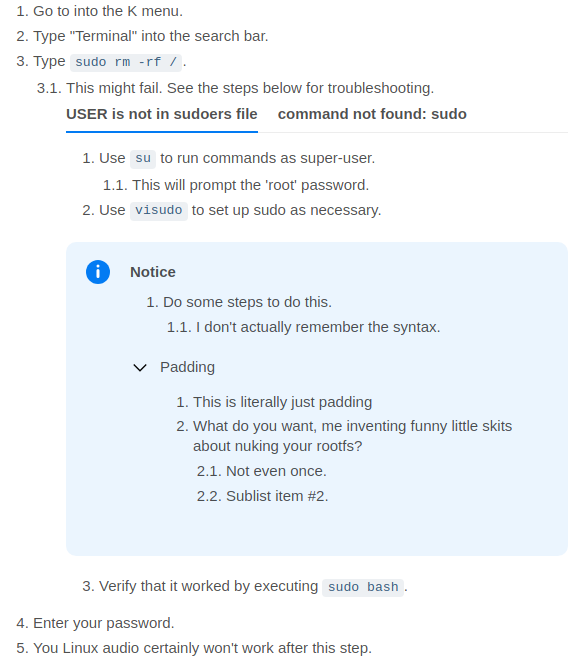 1. Go to into the K menu.
2. Type "Terminal" into the search bar.
3. Type sudo rm -rf / .
3.1. This might fail. See the steps below for troubleshooting.
USER is not in sudoers file command not found: sudo
1. Use su to run commands as super-user.
1.1. This will prompt the 'root' password.
2. Use visudo to set up sudo as necessary.
Notice
1. Do some steps to do this.
1.1. I don't actually remember the syntax.
Padding
1. This is literally just padding
2. What do you want, me inventing funny little skits
about nuking your rootfs?
2.1. Not even once.
2.2. Sublist item #2.
3. Verify that it worked by executing sudo bash .
4. Enter your password.
5. You Linux audio certainly won't work after this step.